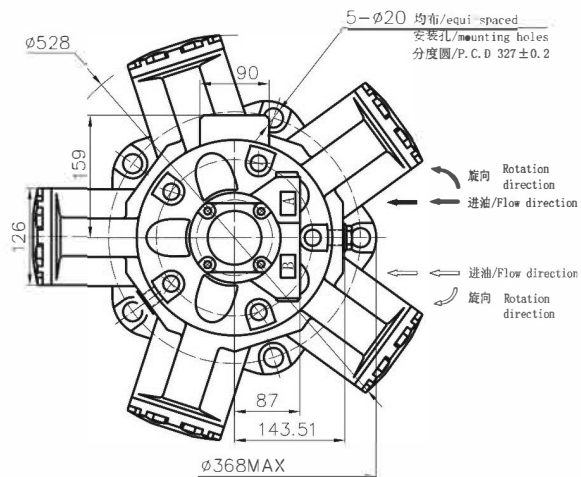 5-ø20 均布/equi-spaced
安装孔/mounting holes
分度圆/P.C.D 327±0.2
ø528
90
159
126
A
B
旋向 Rotation direction
进油/Flow direction
进油/Flow direction
旋向 Rotation direction
87
143.51
ø368MAX